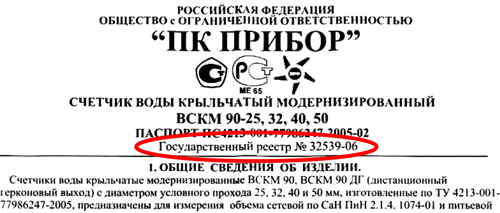 РОССИЙСКАЯ ФЕДЕРАЦИЯ
ОБЩЕСТВО с ОГРАНИЧЕННОЙ ОТВЕТСТВЕННОСТЬЮ
“ПК ПРИБОР”
РСТ
МЕ 65
СЧЕТЧИК ВОДЫ КРЫЛЬЧАТЫЙ МОДЕРНИЗИРОВАННЫЙ
ВСКМ 90-25, 32, 40, 50
ПАСПОРТ ПС4213-001-77986247-2005-02
Государственный реестр № 32539-06
1. ОБЩИЕ СВЕДЕНИЯ ОБ ИЗДЕЛИИ.
Счетчики воды крыльчатые модернизированные ВСКМ 90, ВСКМ 90 ДГ (дистанционный
герконовый выход) с диаметром условного прохода 25, 32, 40 и 50 мм, изготовленные по ТУ 4213-001-
77986247-2005, предназначены для измерения объема сетевой по СаН ПиН 2.1.4. 1074-01 и питьевой